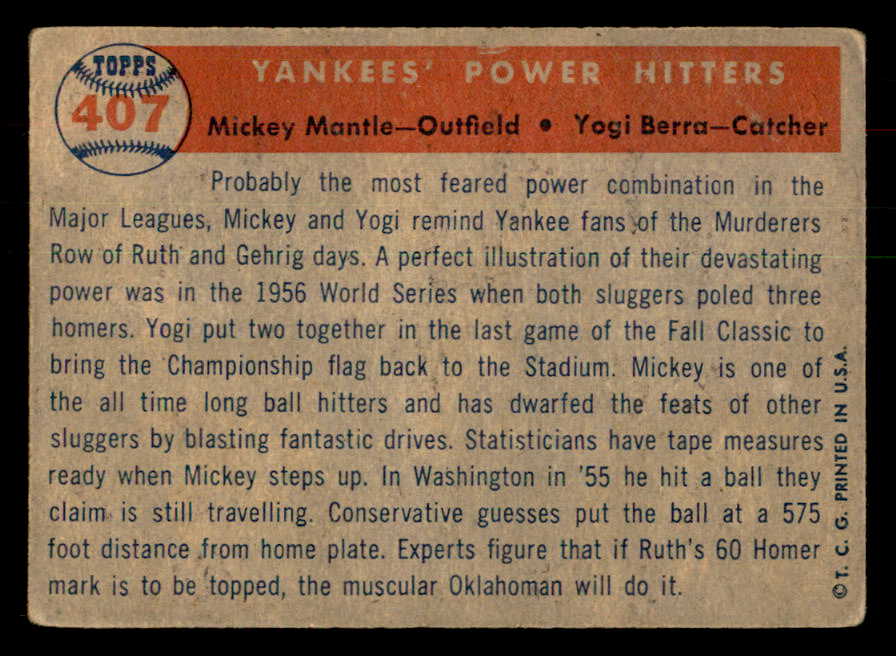 TOPPS
407
YANKEES' POWER HITTERS
Mickey Mantle—Outfield • Yogi Berra—Catcher
Probably the most feared power combination in the
Major Leagues, Mickey and Yogi remind Yankee fans of the Murderers
Row of Ruth and Gehrig days. A perfect illustration of their devastating
power was in the 1956 World Series when both sluggers poled three
homers. Yogi put two together in the last game of the Fall Classic to
bring the Championship flag back to the Stadium. Mickey is one of
the all time long ball hitters and has dwarfed the feats of other
sluggers by blasting fantastic drives. Statisticians have tape measures
ready when Mickey steps up. In Washington in '55 he hit a ball they
claim is still travelling. Conservative guesses put the ball at a 575
foot distance from home plate. Experts figure that if Ruth's 60 Homer
mark is to be topped, the muscular Oklahoman will do it.
© T. C. G. PRINTED IN U.S.A.